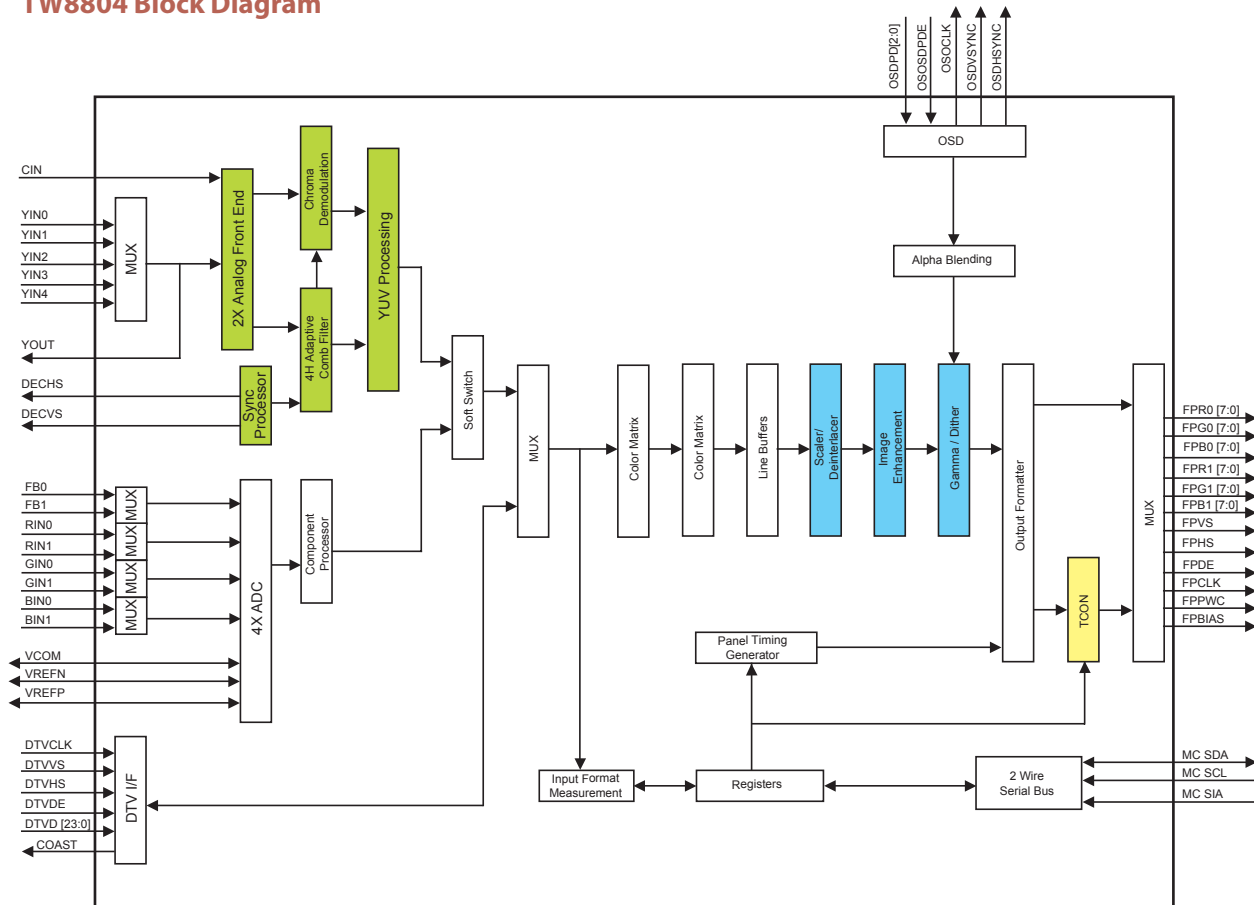 TW8804 Block Diagram
OSDPD[2:0]
OSOSDPDE
OSOCLK
OSDVSYNC
OSDHSYNC
OSD
CIN
YIN0
YIN1
YIN2
YIN3
YIN4
MUX
YOUT
DECHS
DECVS
2X Analog Front End
Sync
Processor
Chroma
Demodulation
4H Adaptive
Comb Filter
YUV Processing
Alpha Blending
FB0
FB1
RIN0
RIN1
GIN0
GIN1
BIN0
BIN1
MUX
MUX
MUX
MUX
VCOM
VREFN
VREFP
4X ADC
Component
Processor
Soft Switch
MUX
Color Matrix
Color Matrix
Line Buffers
Scaler/
Deinterlacer
Image
Enhancement
Gamma / Dither
Output Formatter
TCON
MUX
FPR0 [7:0]
FPG0 [7:0]
FPB0 [7:0]
FPR1 [7:0]
FPG1 [7:0]
FPB1 [7:0]
FPVS
FPHS
FPDE
FPCLK
FPPWC
FPBIAS
Panel Timing
Generator
DTVCLK
DTVVS
DTVHS
DTVDE
DTVD [23:0]
COAST
DTV I/F
Input Format
Measurement
Registers
2 Wire
Serial Bus
MC SDA
MC SCL
MC SIA